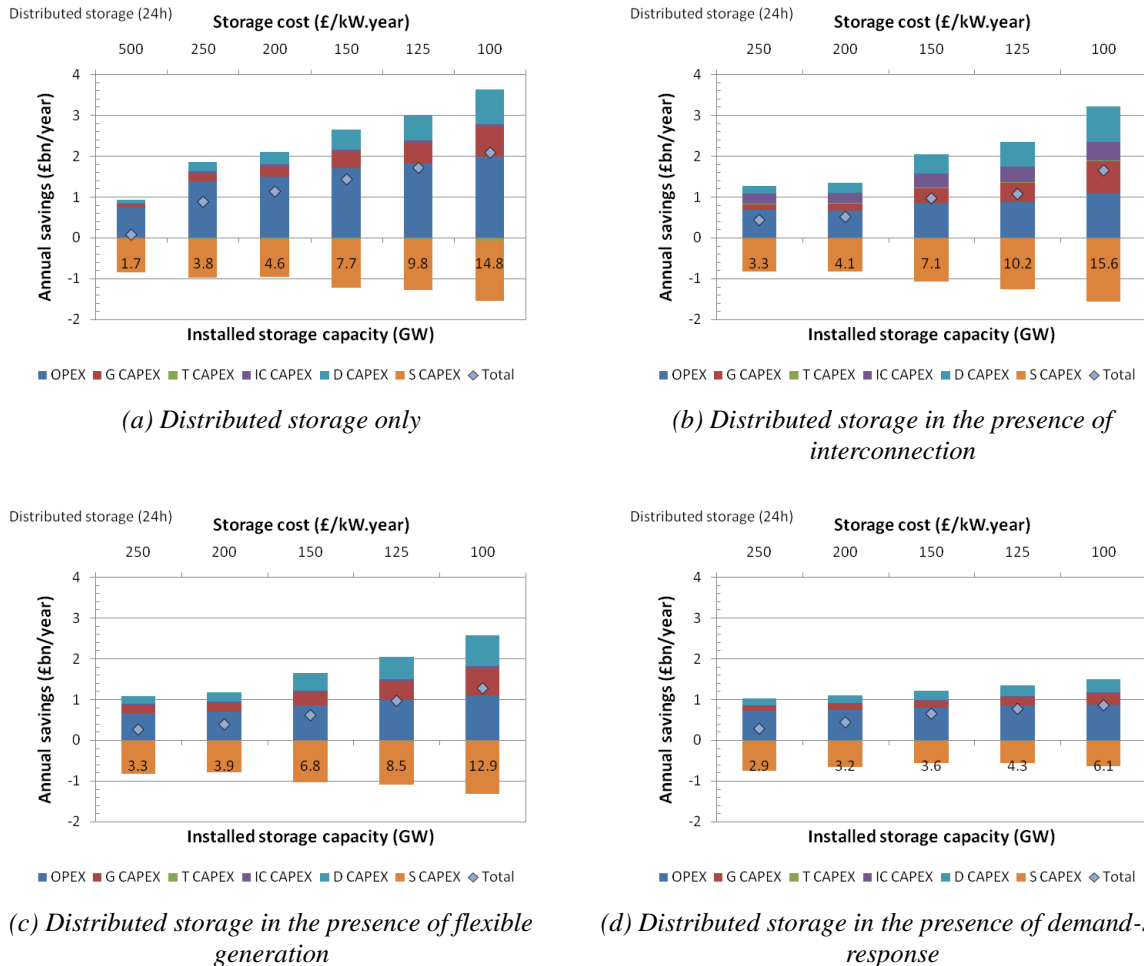 Distributed storage (24h)
Storage cost (£/kW.year)
500 250 200 150 125 100
Annual savings (£bn/year)
4
3
2
1
0
-1
-2
1.7 3.8 4.6 7.7 9.8 14.8
Installed storage capacity (GW)
OPEX G CAPEX T CAPEX IC CAPEX D CAPEX S CAPEX Total
(a) Distributed storage only
Storage cost (£/kW.year)
Distributed storage (24h)
250 200 150 125 100
Annual savings (£bn/year)
4
3
2
1
0
-1
-2
3.3 4.1 7.1 10.2 15.6
Installed storage capacity (GW)
OPEX G CAPEX T CAPEX IC CAPEX D CAPEX S CAPEX Total
(b) Distributed storage in the presence of
interconnection
Distributed storage (24h)
Storage cost (£/kW.year)
250 200 150 125 100
Annual savings (£bn/year)
4
3
2
1
0
-1
-2
3.3 3.9 6.8 8.5 12.9
Installed storage capacity (GW)
OPEX G CAPEX T CAPEX IC CAPEX D CAPEX S CAPEX Total
(c) Distributed storage in the presence of flexible
generation
Distributed storage (24h)
Storage cost (£/kW.year)
250 200 150 125 100
Annual savings (£bn/year)
4
3
2
1
0
-1
-2
2.9 3.2 3.6 4.3 6.1
Installed storage capacity (GW)
OPEX G CAPEX T CAPEX IC CAPEX D CAPEX S CAPEX Total
(d) Distributed storage in the presence of demand-
response